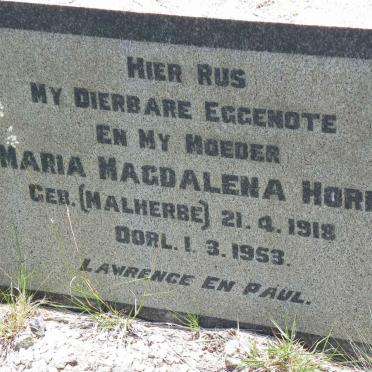 HIER RUS
MY DIERBARE EGGENOTE
EN MY MOEDER
MARIA MAGDALENA
GEB. (MALHERBE) 21.4.1918
OORL. 1.3.1953.
LAWRENCE EN PAUL.